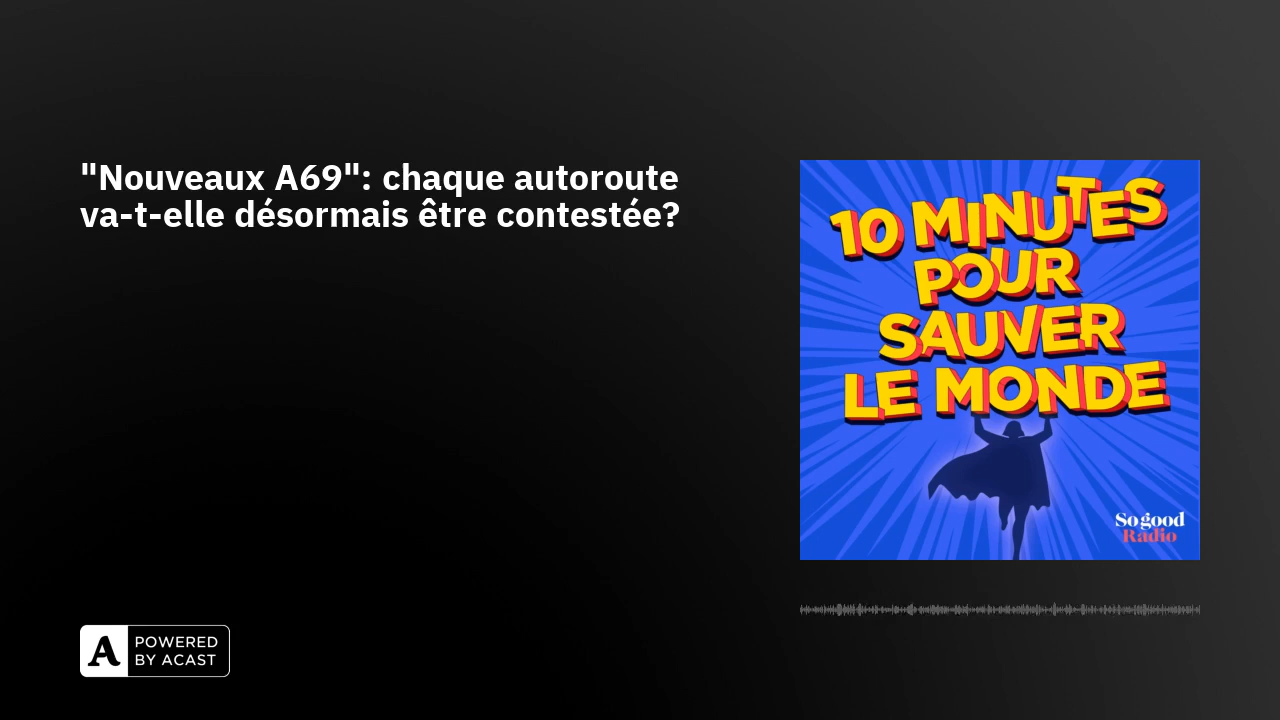 "Nouveaux A69": chaque autoroute
va-t-elle désormais être contestée?
10 MINUTES
POUR
SAUVER
LE MONDE
So good
Radio
A
POWERED
BY ACAST